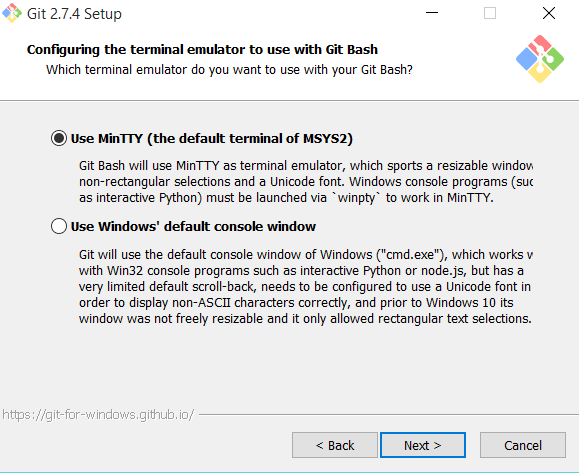 Git 2.7.4 Setup
Configuring the terminal emulator to use with Git Bash
Which terminal emulator do you want to use with your Git Bash?
Use MinTTY (the default terminal of MSYS2)
Git Bash will use MinTTY as terminal emulator, which sports a resizable window
non-rectangular selections and a Unicode font. Windows console programs (suc
as interactive Python) must be launched via `winpty` to work in MinTTY.
Use Windows' default console window
Git will use the default console window of Windows ("cmd.exe"), which works w
with Win32 console programs such as interactive Python or node.js, but has a
very limited default scroll-back, needs to be configured to use a Unicode font in
order to display non-ASCII characters correctly, and prior to Windows 10 its
window was not freely resizable and it only allowed rectangular text selections.
https://git-for-windows.github.io/
< Back
Next >
Cancel